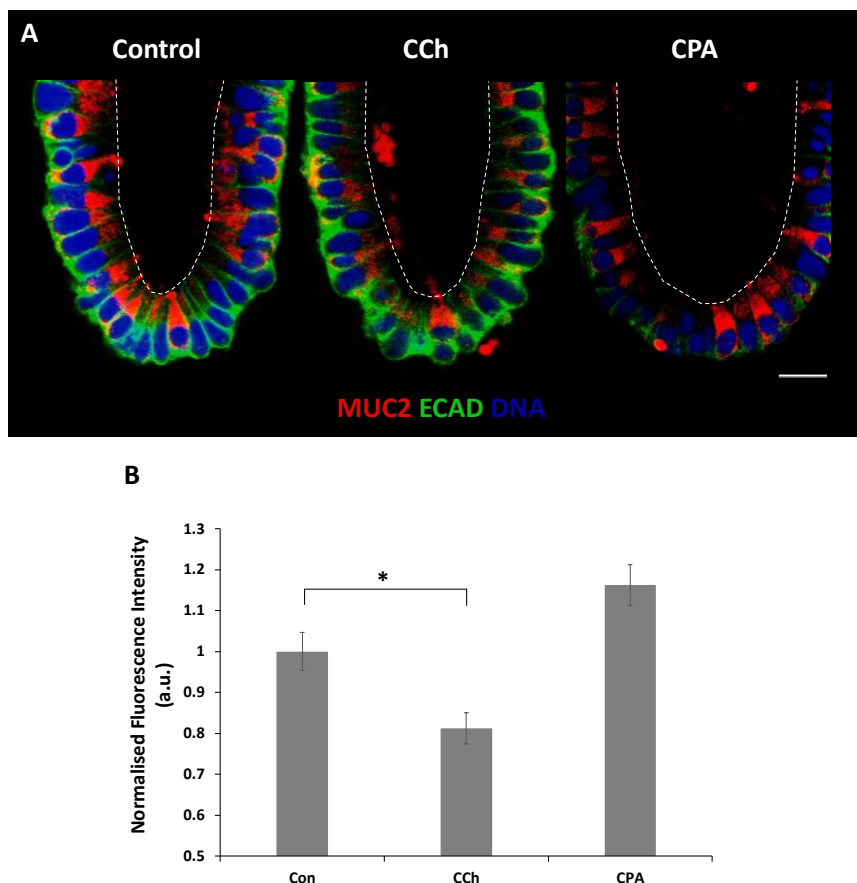 A
Control CCh CPA
MUC2 ECAD DNA
B
Normalised Fluorescence Intensity
(a.u.)
1.3
1.2
1.1
1
0.9
0.8
0.7
0.6
0.5
*
Con CCh CPA